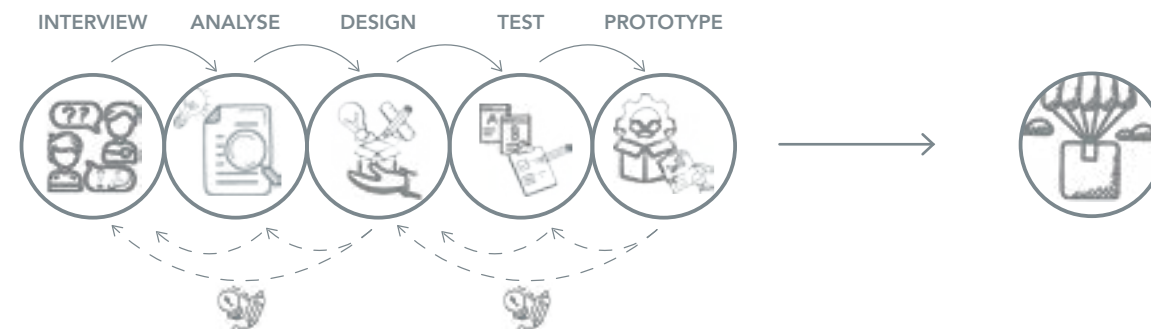 INTERVIEW ANALYSE DESIGN TEST PROTOTYPE
??
A
B